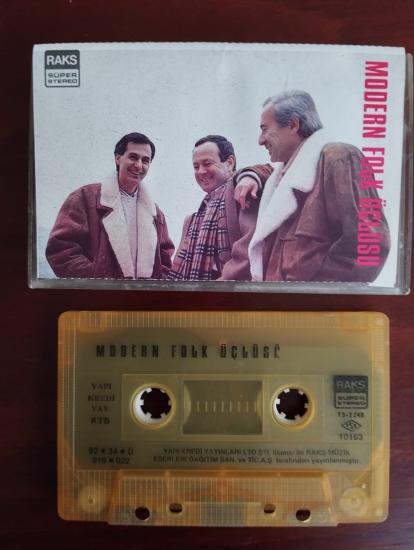 RAKS
SÜPER
STEREO
MODERN FOLK ÜÇLÜSÜ
MODERN FOLK ÜÇLÜSÜ
YAPI
KREDİ
YAY.
KTB
92 ★ 34 ★ Ü
818 ★ 022
RAKS
SÜPER
STEREO
TS-2248
TSE
10163
YAPI KREDİ YAYINLARI LTD.ŞTİ. lisansı ile RAKS MÜZİK
ESERLERİ DAĞITIM SAN. ve TİC.A.Ş. tarafından yayınlanmıştır.